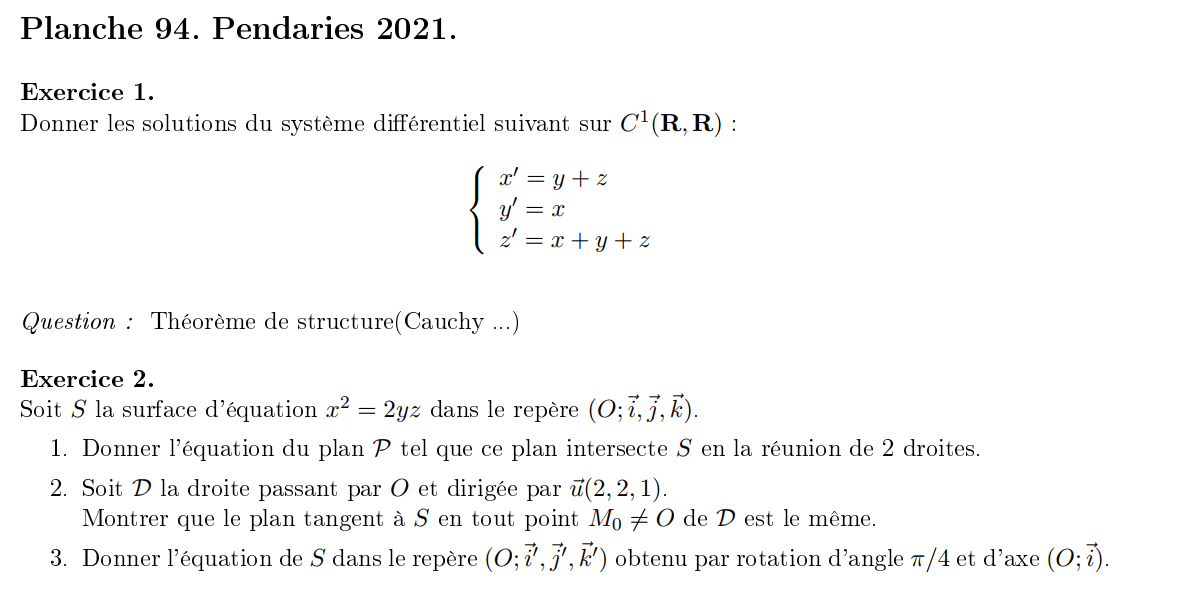 Planche 94. Pendaries 2021.
Exercice 1.
Donner les solutions du système différentiel suivant sur $C^1(\mathbf{R}, \mathbf{R})$ :
$\left\{ \begin{array}{l} x' = y + z \\ y' = x \\ z' = x + y + z \end{array} \right.$
Question : Théorème de structure(Cauchy ...)
Exercice 2.
Soit $S$ la surface d'équation $x^2 = 2yz$ dans le repère $(O; \vec{i}, \vec{j}, \vec{k})$.
1. Donner l'équation du plan $\mathcal{P}$ tel que ce plan intersecte $S$ en la réunion de 2 droites.
2. Soit $\mathcal{D}$ la droite passant par $O$ et dirigée par $\vec{u}(2, 2, 1)$.
Montrer que le plan tangent à $S$ en tout point $M_0 \neq O$ de $\mathcal{D}$ est le même.
3. Donner l'équation de $S$ dans le repère $(O; \vec{i}', \vec{j}', \vec{k}')$ obtenu par rotation d'angle $\pi/4$ et d'axe $(O; \vec{i})$.